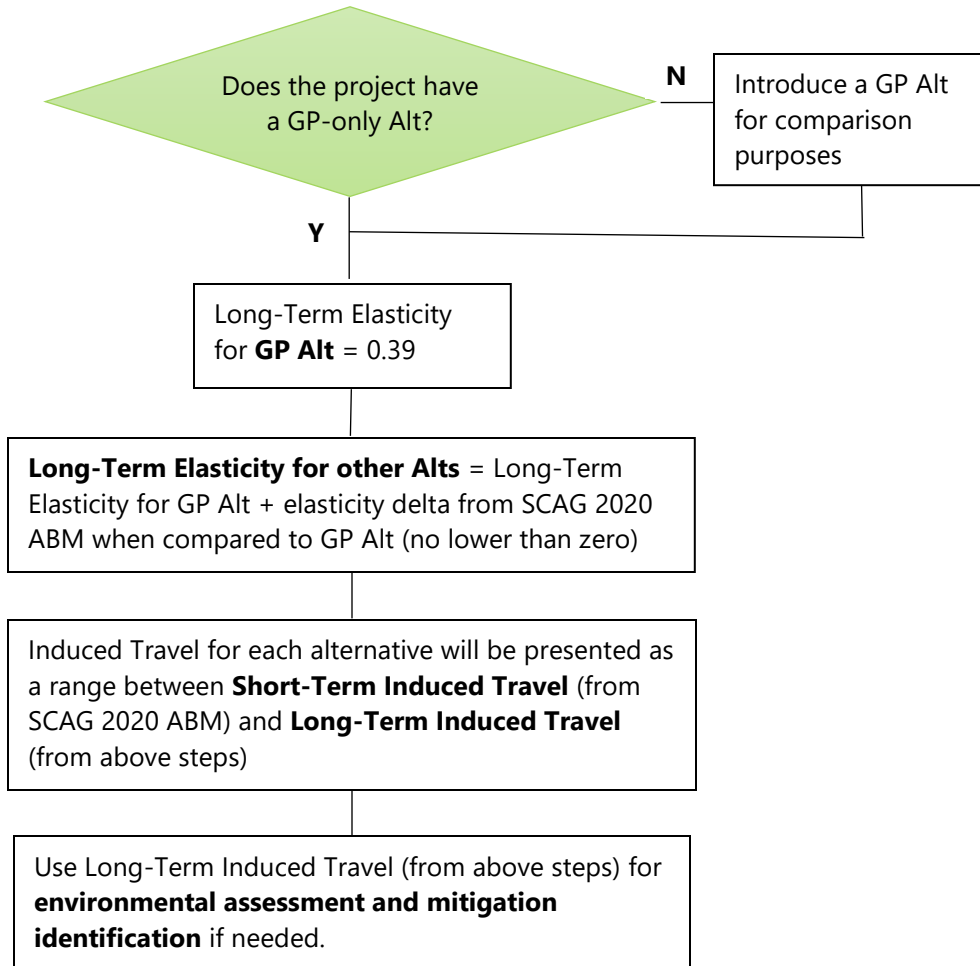 Does the project have
a GP-only Alt?
N
Introduce a GP Alt
for comparison
purposes
Y
Long-Term Elasticity
for GP Alt = 0.39
Long-Term Elasticity for other Alts = Long-Term
Elasticity for GP Alt + elasticity delta from SCAG 2020
ABM when compared to GP Alt (no lower than zero)
Induced Travel for each alternative will be presented as
a range between Short-Term Induced Travel (from
SCAG 2020 ABM) and Long-Term Induced Travel
(from above steps)
Use Long-Term Induced Travel (from above steps) for
environmental assessment and mitigation
identification if needed.